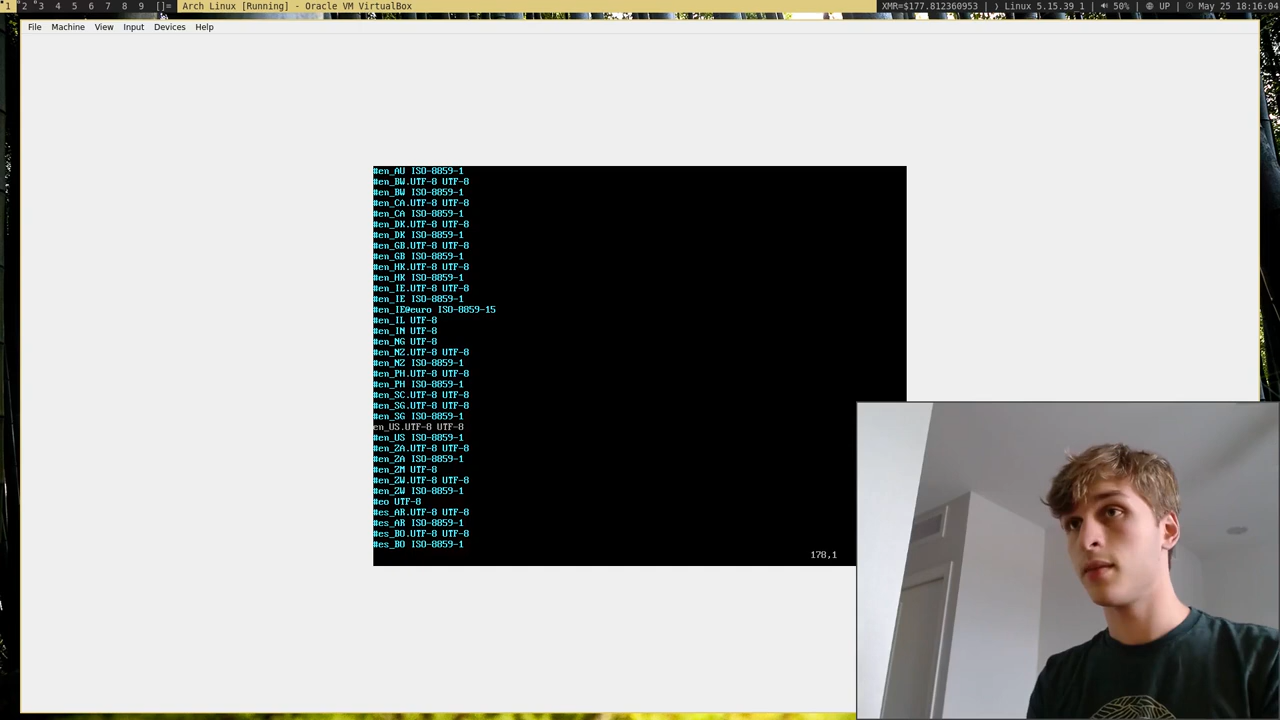 1 2 3 4 5 6 7 8 9 []= Arch Linux [Running] - Oracle VM VirtualBox XMR=$177.812360953 | Linux 5.15.39 1 | 50% | UP | May 25 18:16:04
File Machine View Input Devices Help
#en_AU ISO-8859-1
#en_BW.UTF-8 UTF-8
#en_BW ISO-8859-1
#en_CA.UTF-8 UTF-8
#en_CA ISO-8859-1
#en_DK.UTF-8 UTF-8
#en_DK ISO-8859-1
#en_GB.UTF-8 UTF-8
#en_GB ISO-8859-1
#en_HK.UTF-8 UTF-8
#en_HK ISO-8859-1
#en_IE.UTF-8 UTF-8
#en_IE ISO-8859-1
#en_IE@euro ISO-8859-15
#en_IL UTF-8
#en_IN UTF-8
#en_NG UTF-8
#en_NZ.UTF-8 UTF-8
#en_NZ ISO-8859-1
#en_PH.UTF-8 UTF-8
#en_PH ISO-8859-1
#en_SC.UTF-8 UTF-8
#en_SG.UTF-8 UTF-8
#en_SG ISO-8859-1
en_US.UTF-8 UTF-8
#en_US ISO-8859-1
#en_ZA.UTF-8 UTF-8
#en_ZA ISO-8859-1
#en_ZM UTF-8
#en_ZW.UTF-8 UTF-8
#en_ZW ISO-8859-1
#eo UTF-8
#es_AR.UTF-8 UTF-8
#es_AR ISO-8859-1
#es_BO.UTF-8 UTF-8
#es_BO ISO-8859-1
178,1